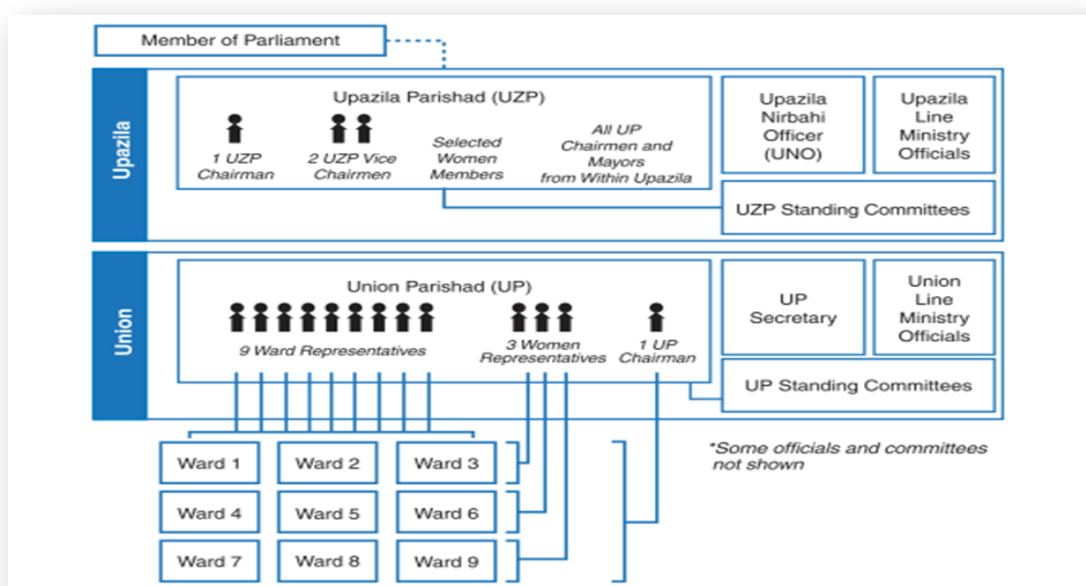 Member of Parliament
Upazila
Upazila Parishad (UZP)
1 UZP
Chairman
2 UZP Vice
Chairmen
Selected
Women
Members
All UP
Chairmen and
Mayors
from Within Upazila
Upazila
Nirbahi
Officer
(UNO)
Upazila
Line
Ministry
Officials
UZP Standing Committees
Union
Union Parishad (UP)
9 Ward Representatives
3 Women
Representatives
1 UP
Chairman
UP
Secretary
Union
Line
Ministry
Officials
UP Standing Committees
Ward 1
Ward 2
Ward 3
Ward 4
Ward 5
Ward 6
Ward 7
Ward 8
Ward 9
*Some officials and committees
not shown